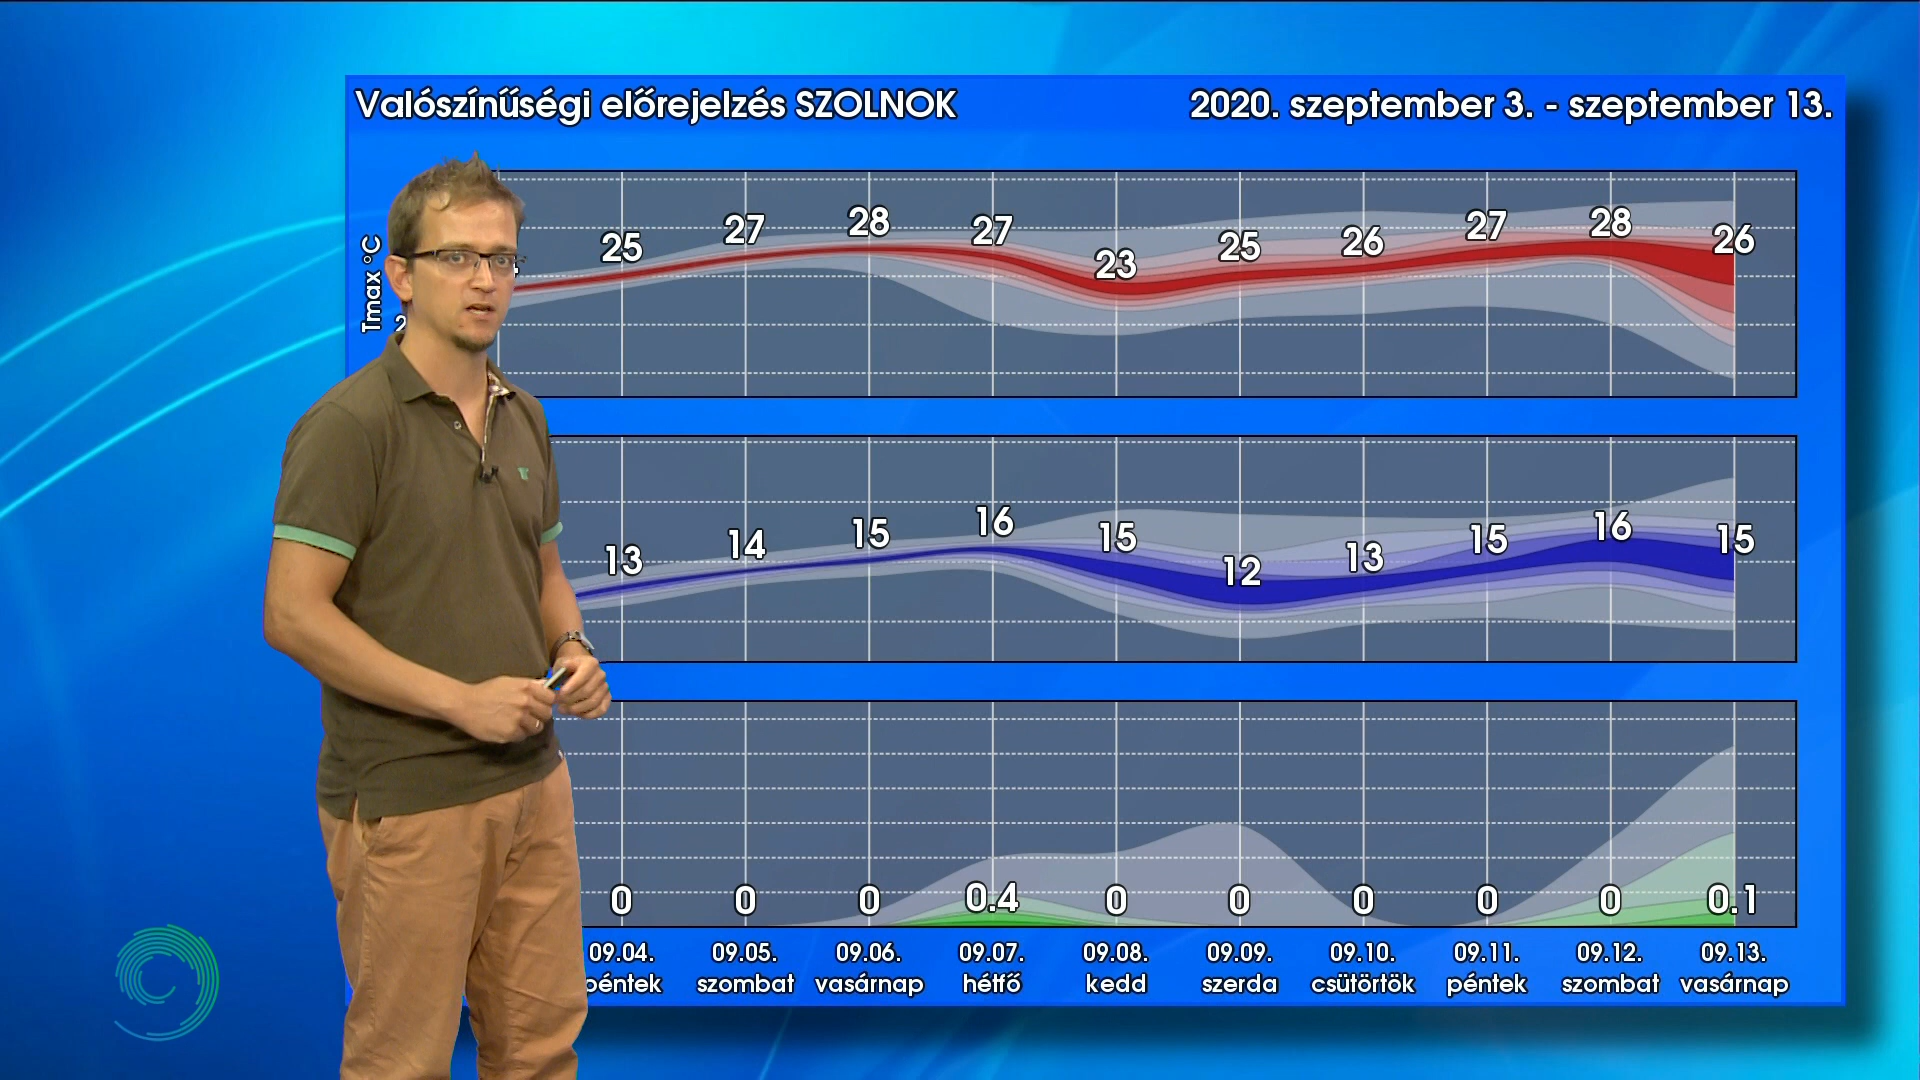 Valószínűségi előrejelzés SZOLNOK
2020. szeptember 3. - szeptember 13.
Tmax °C
25 27 28 27 23 25 26 27 28 26
13 14 15 16 15 12 13 15 16 15
0 0 0 0.4 0 0 0 0 0 0.1
09.04. 09.05. 09.06. 09.07. 09.08. 09.09. 09.10. 09.11. 09.12. 09.13.
péntek szombat vasárnap hétfő kedd szerda csütörtök péntek szombat vasárnap